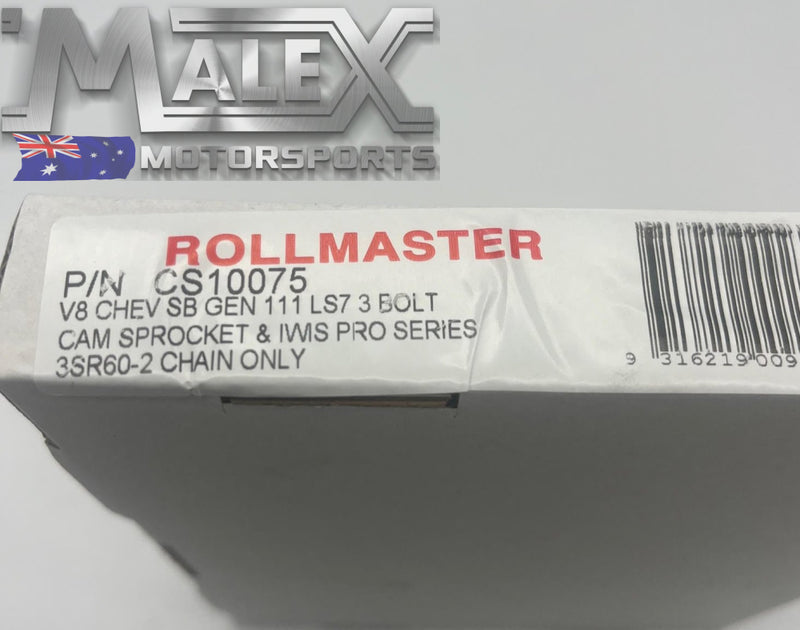 MALEX
MOTORSPORTS
ROLLMASTER
P/N CS10075
V8 CHEV SB GEN 111 LS7 3 BOLT
CAM SPROCKET & IWIS PRO SERIES
3SR60-2 CHAIN ONLY
9 316219 009